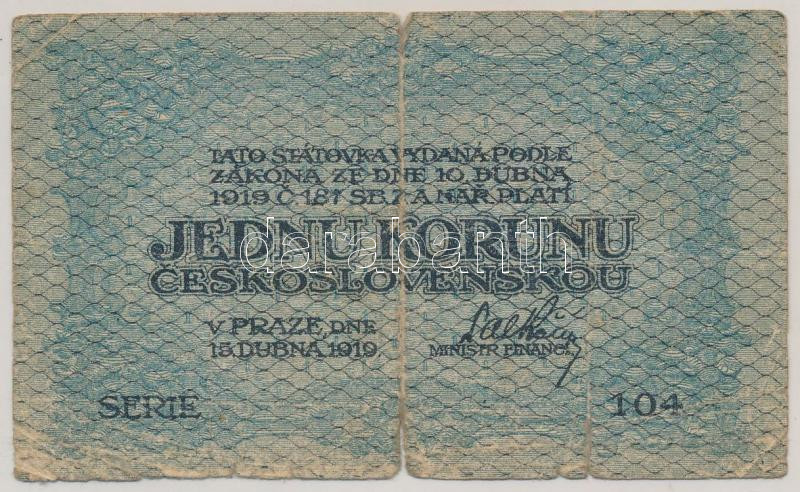 TATO STÁTOVKA VYDANÁ PODLE
ZÁKONA ZE DNE 10. DUBNA
1919 Č. 187 SB. Z. A NAŘ. PLATÍ
JEDNU KORUNU
ČESKOSLOVENSKOU
darabanth
V PRAZE, DNE
15. DUBNA 1919.
MINISTR FINANCÍ.
SERIE
104